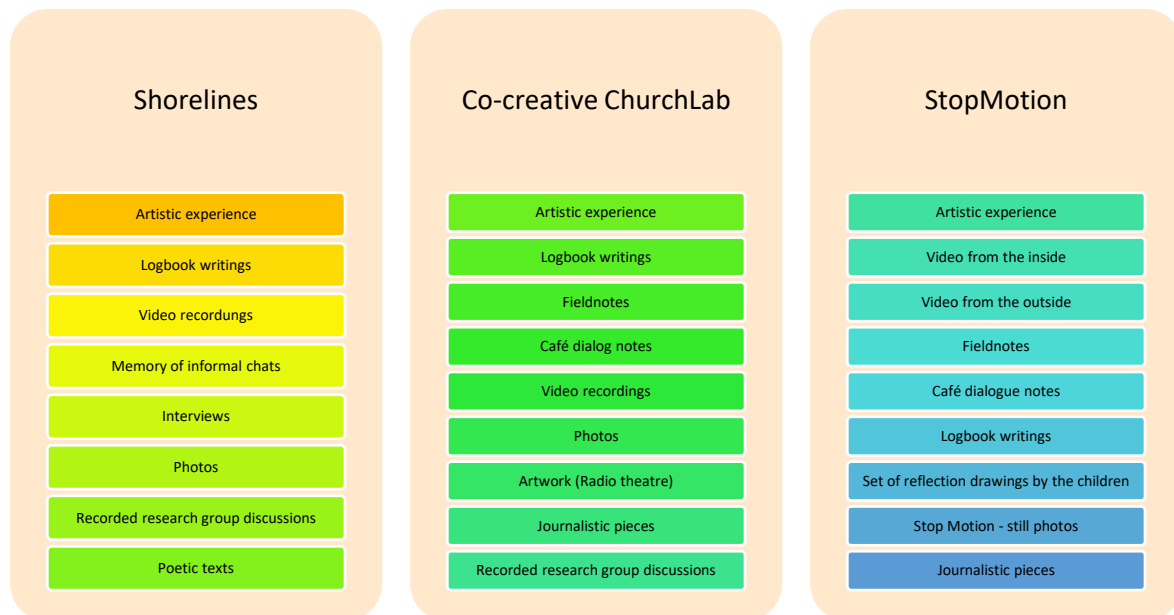 Shorelines
Artistic experience
Logbook writings
Video recordungs
Memory of informal chats
Interviews
Photos
Recorded research group discussions
Poetic texts
Co-creative ChurchLab
Artistic experience
Logbook writings
Fieldnotes
Café dialog notes
Video recordings
Photos
Artwork (Radio theatre)
Journalistic pieces
Recorded research group discussions
StopMotion
Artistic experience
Video from the inside
Video from the outside
Fieldnotes
Café dialogue notes
Logbook writings
Set of reflection drawings by the children
Stop Motion - still photos
Journalistic pieces